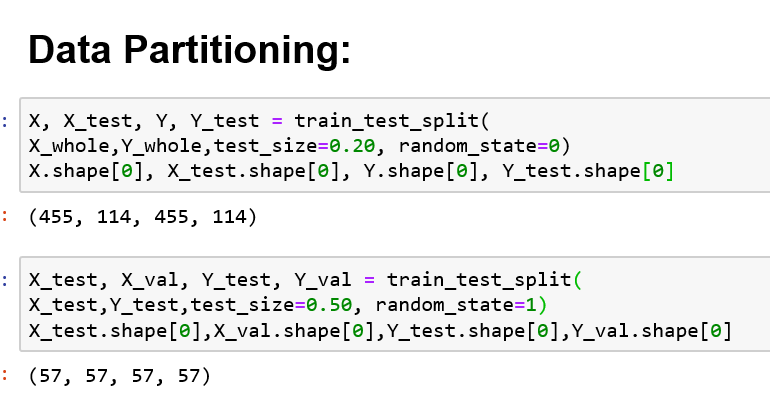 Data Partitioning:
: X, X_test, Y, Y_test = train_test_split(
X_whole,Y_whole,test_size=0.20, random_state=0)
X.shape[0], X_test.shape[0], Y.shape[0], Y_test.shape[0]
: (455, 114, 455, 114)
: X_test, X_val, Y_test, Y_val = train_test_split(
X_test,Y_test,test_size=0.50, random_state=1)
X_test.shape[0],X_val.shape[0],Y_test.shape[0],Y_val.shape[0]
: (57, 57, 57, 57)